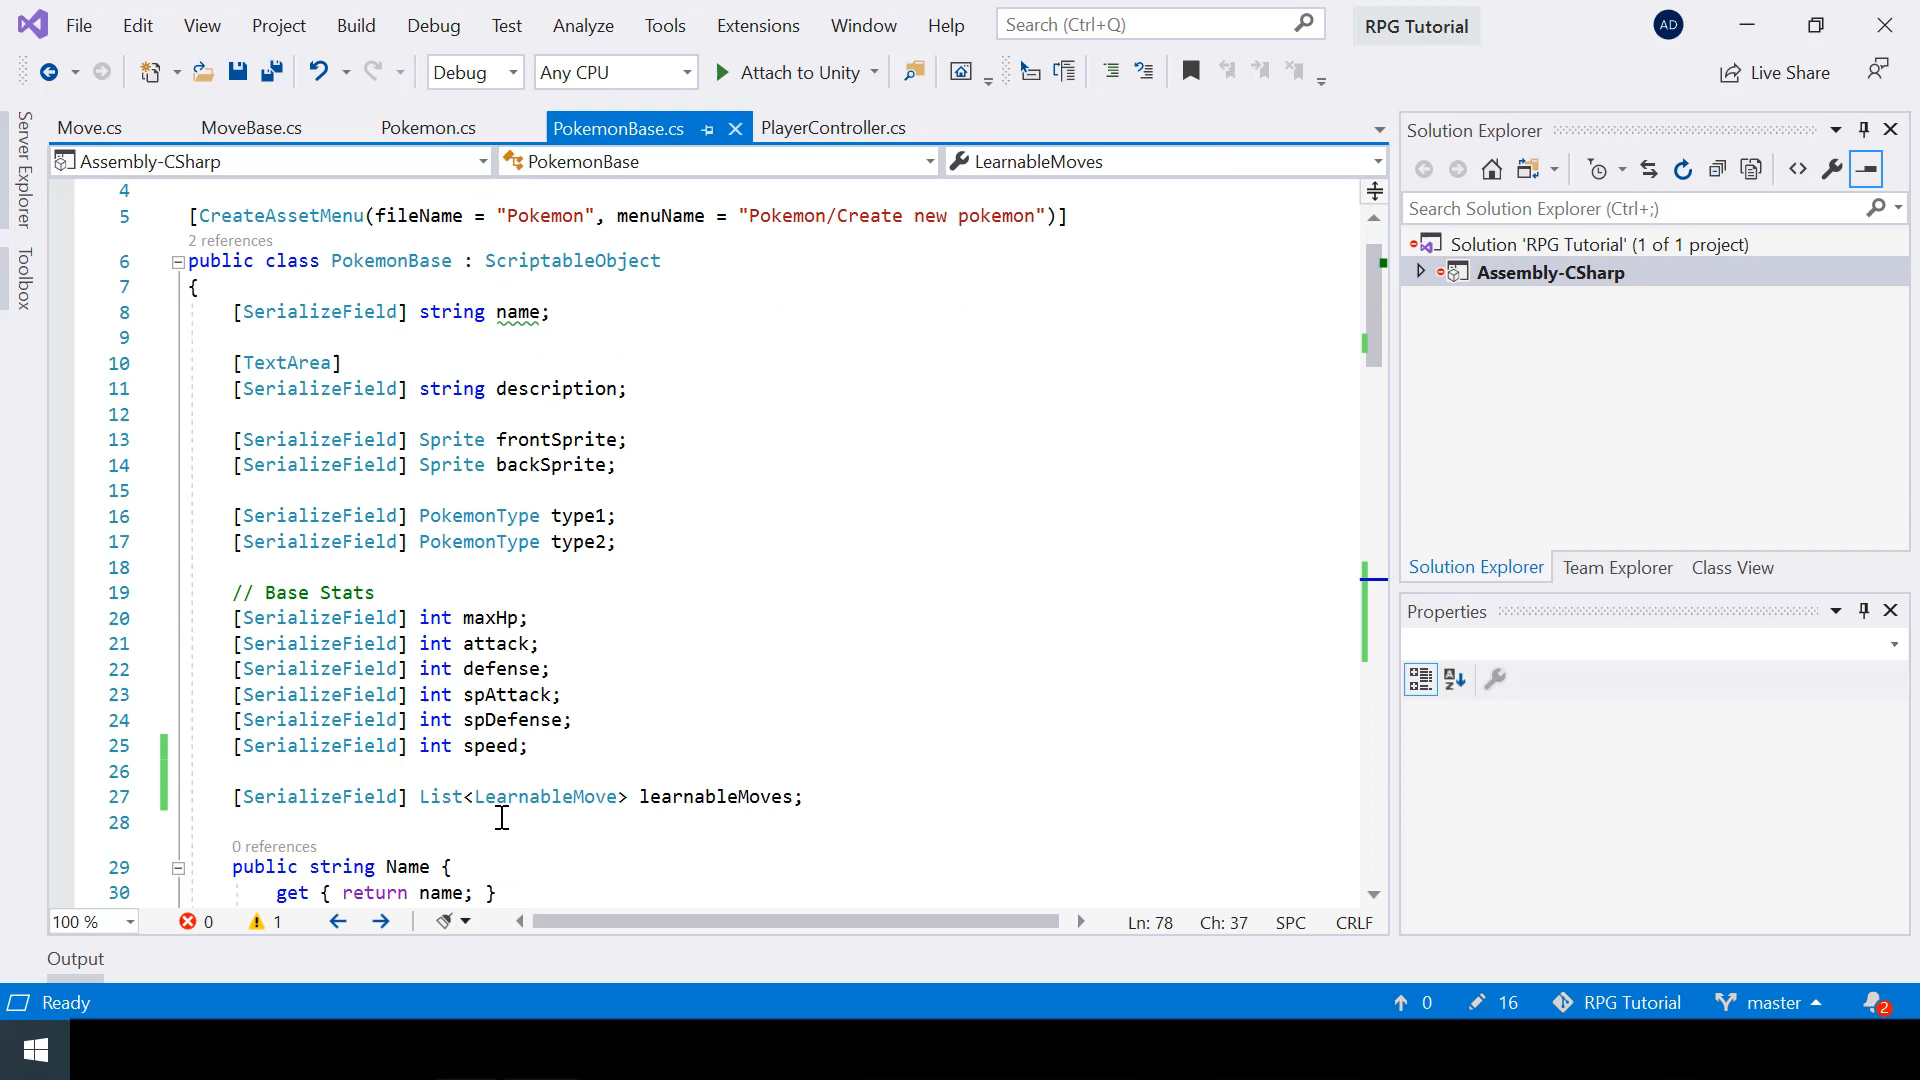 File Edit View Project Build Debug Test Analyze Tools Extensions Window Help Search (Ctrl+Q) RPG Tutorial AD
Debug Any CPU Attach to Unity Live Share
Server Explorer
Toolbox
Move.cs MoveBase.cs Pokemon.cs PokemonBase.cs PlayerController.cs
Assembly-CSharp PokemonBase LearnableMoves
4
5 [CreateAssetMenu(fileName = "Pokemon", menuName = "Pokemon/Create new pokemon")]
2 references
6 public class PokemonBase : ScriptableObject
7 {
8 [SerializeField] string name;
9
10 [TextArea]
11 [SerializeField] string description;
12
13 [SerializeField] Sprite frontSprite;
14 [SerializeField] Sprite backSprite;
15
16 [SerializeField] PokemonType type1;
17 [SerializeField] PokemonType type2;
18
19 // Base Stats
20 [SerializeField] int maxHp;
21 [SerializeField] int attack;
22 [SerializeField] int defense;
23 [SerializeField] int spAttack;
24 [SerializeField] int spDefense;
25 [SerializeField] int speed;
26
27 [SerializeField] List<LearnableMove> learnableMoves;
28
0 references
29 public string Name {
30 get { return name; }
100 % 0 1 Ln: 78 Ch: 37 SPC CRLF
Solution Explorer
Search Solution Explorer (Ctrl+;)
Solution 'RPG Tutorial' (1 of 1 project)
Assembly-CSharp
Solution Explorer Team Explorer Class View
Properties
Output
Ready 0 16 RPG Tutorial master 2